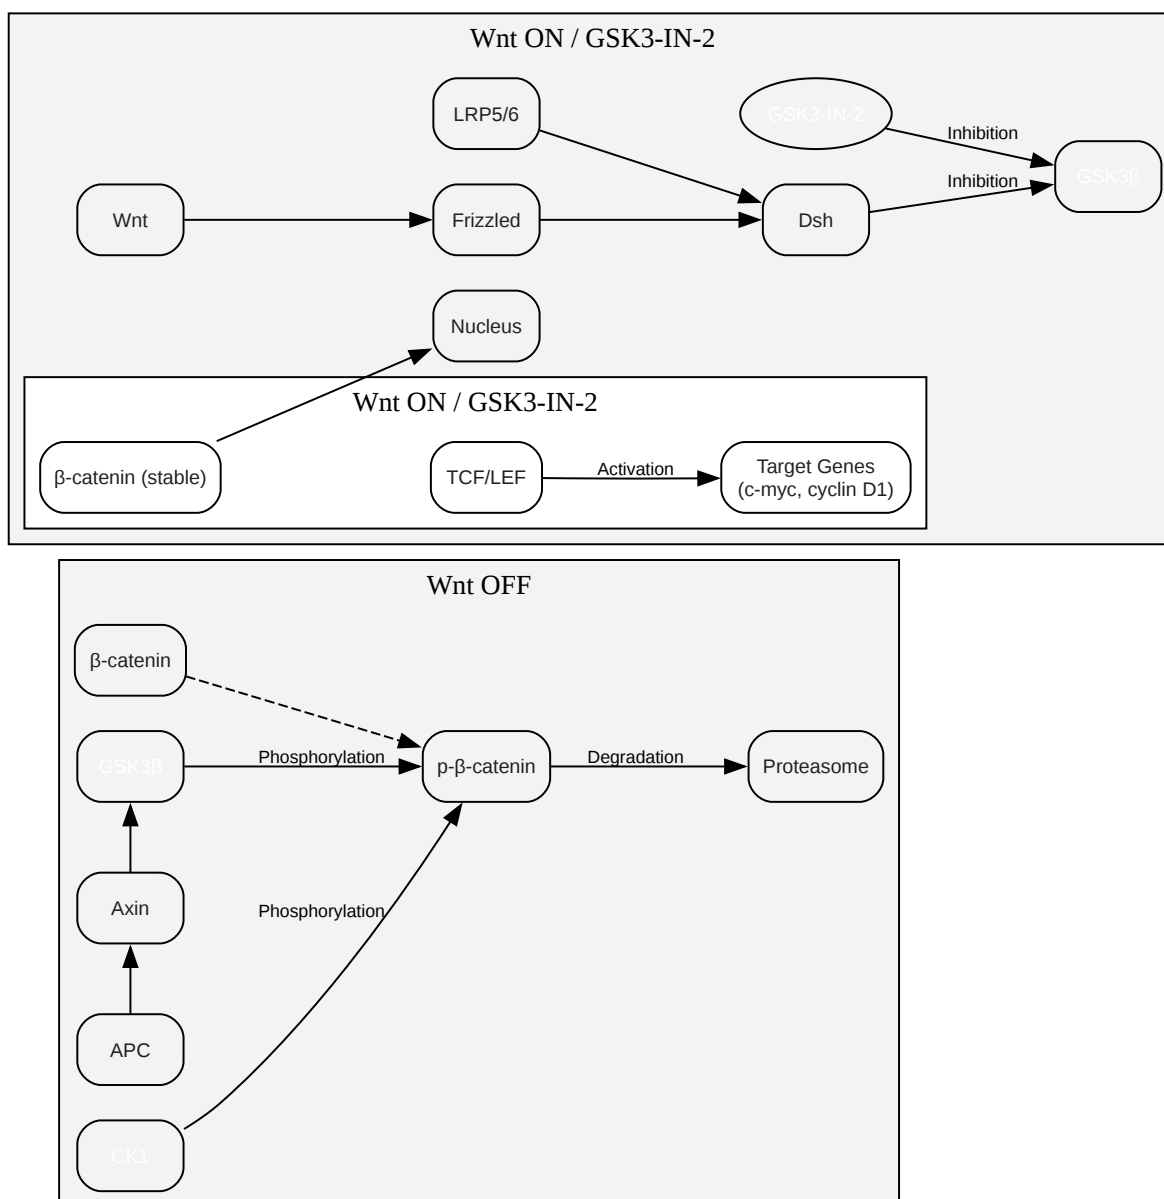 Wnt ON / GSK3-IN-2
LRP5/6
GSK3-IN-2
Inhibition
GSK3β
Wnt
Frizzled
Dsh
Inhibition
Nucleus
Wnt ON / GSK3-IN-2
β-catenin (stable)
TCF/LEF
Activation
Target Genes
(c-myc, cyclin D1)
Wnt OFF
β-catenin
GSK3β
Phosphorylation
p-β-catenin
Degradation
Proteasome
Axin
Phosphorylation
APC
CK1